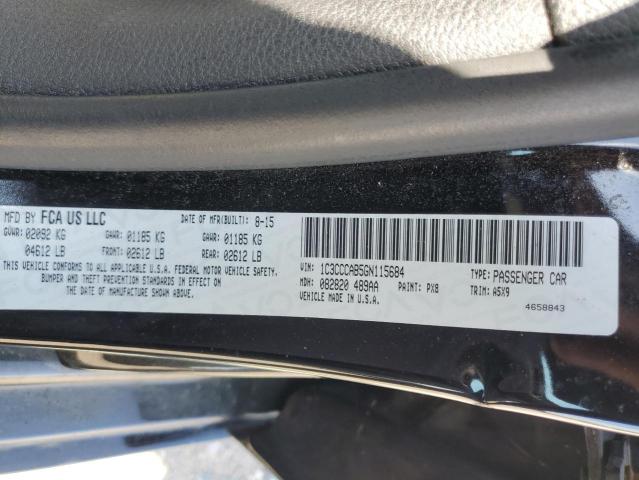 MFD BY FCA US LLC DATE OF MFR(BUILT): 8-15
GVWR: 02092 KG GAWR: 01185 KG GAWR: 01185 KG
04612 LB FRONT: 02612 LB REAR: 02612 LB
THIS VEHICLE CONFORMS TO ALL APPLICABLE U.S.A. FEDERAL MOTOR VEHICLE SAFETY,
BUMPER AND THEFT PREVENTION STANDARDS IN EFFECT ON
THE DATE OF MANUFACTURE SHOWN ABOVE.
VIN: 1C3CCCAB5GN115684 TYPE: PASSENGER CAR
MDH: 082820 489AA PAINT: PX8 TRIM: A5X9
VEHICLE MADE IN U.S.A.
4658843